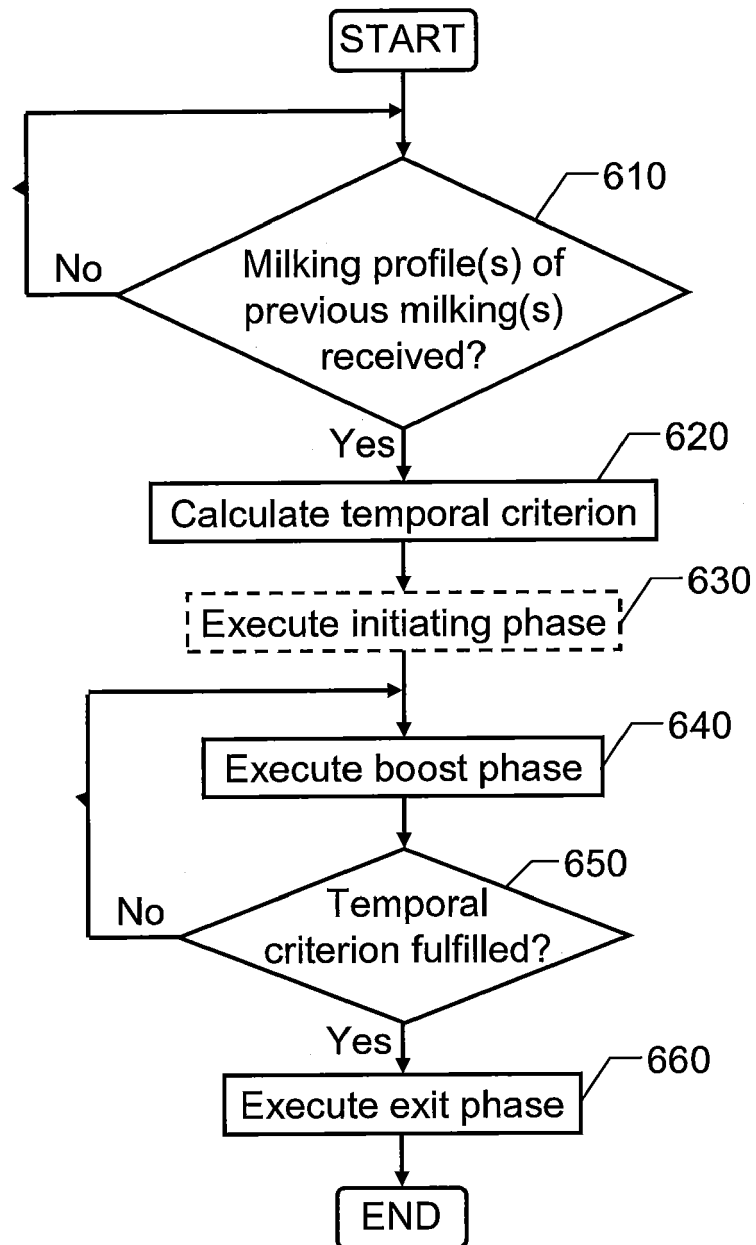 START
610
Milking profile(s) of
previous milking(s)
received?
No
Yes
620
Calculate temporal criterion
630
Execute initiating phase
640
Execute boost phase
650
Temporal
criterion fulfilled?
No
Yes
660
Execute exit phase
END